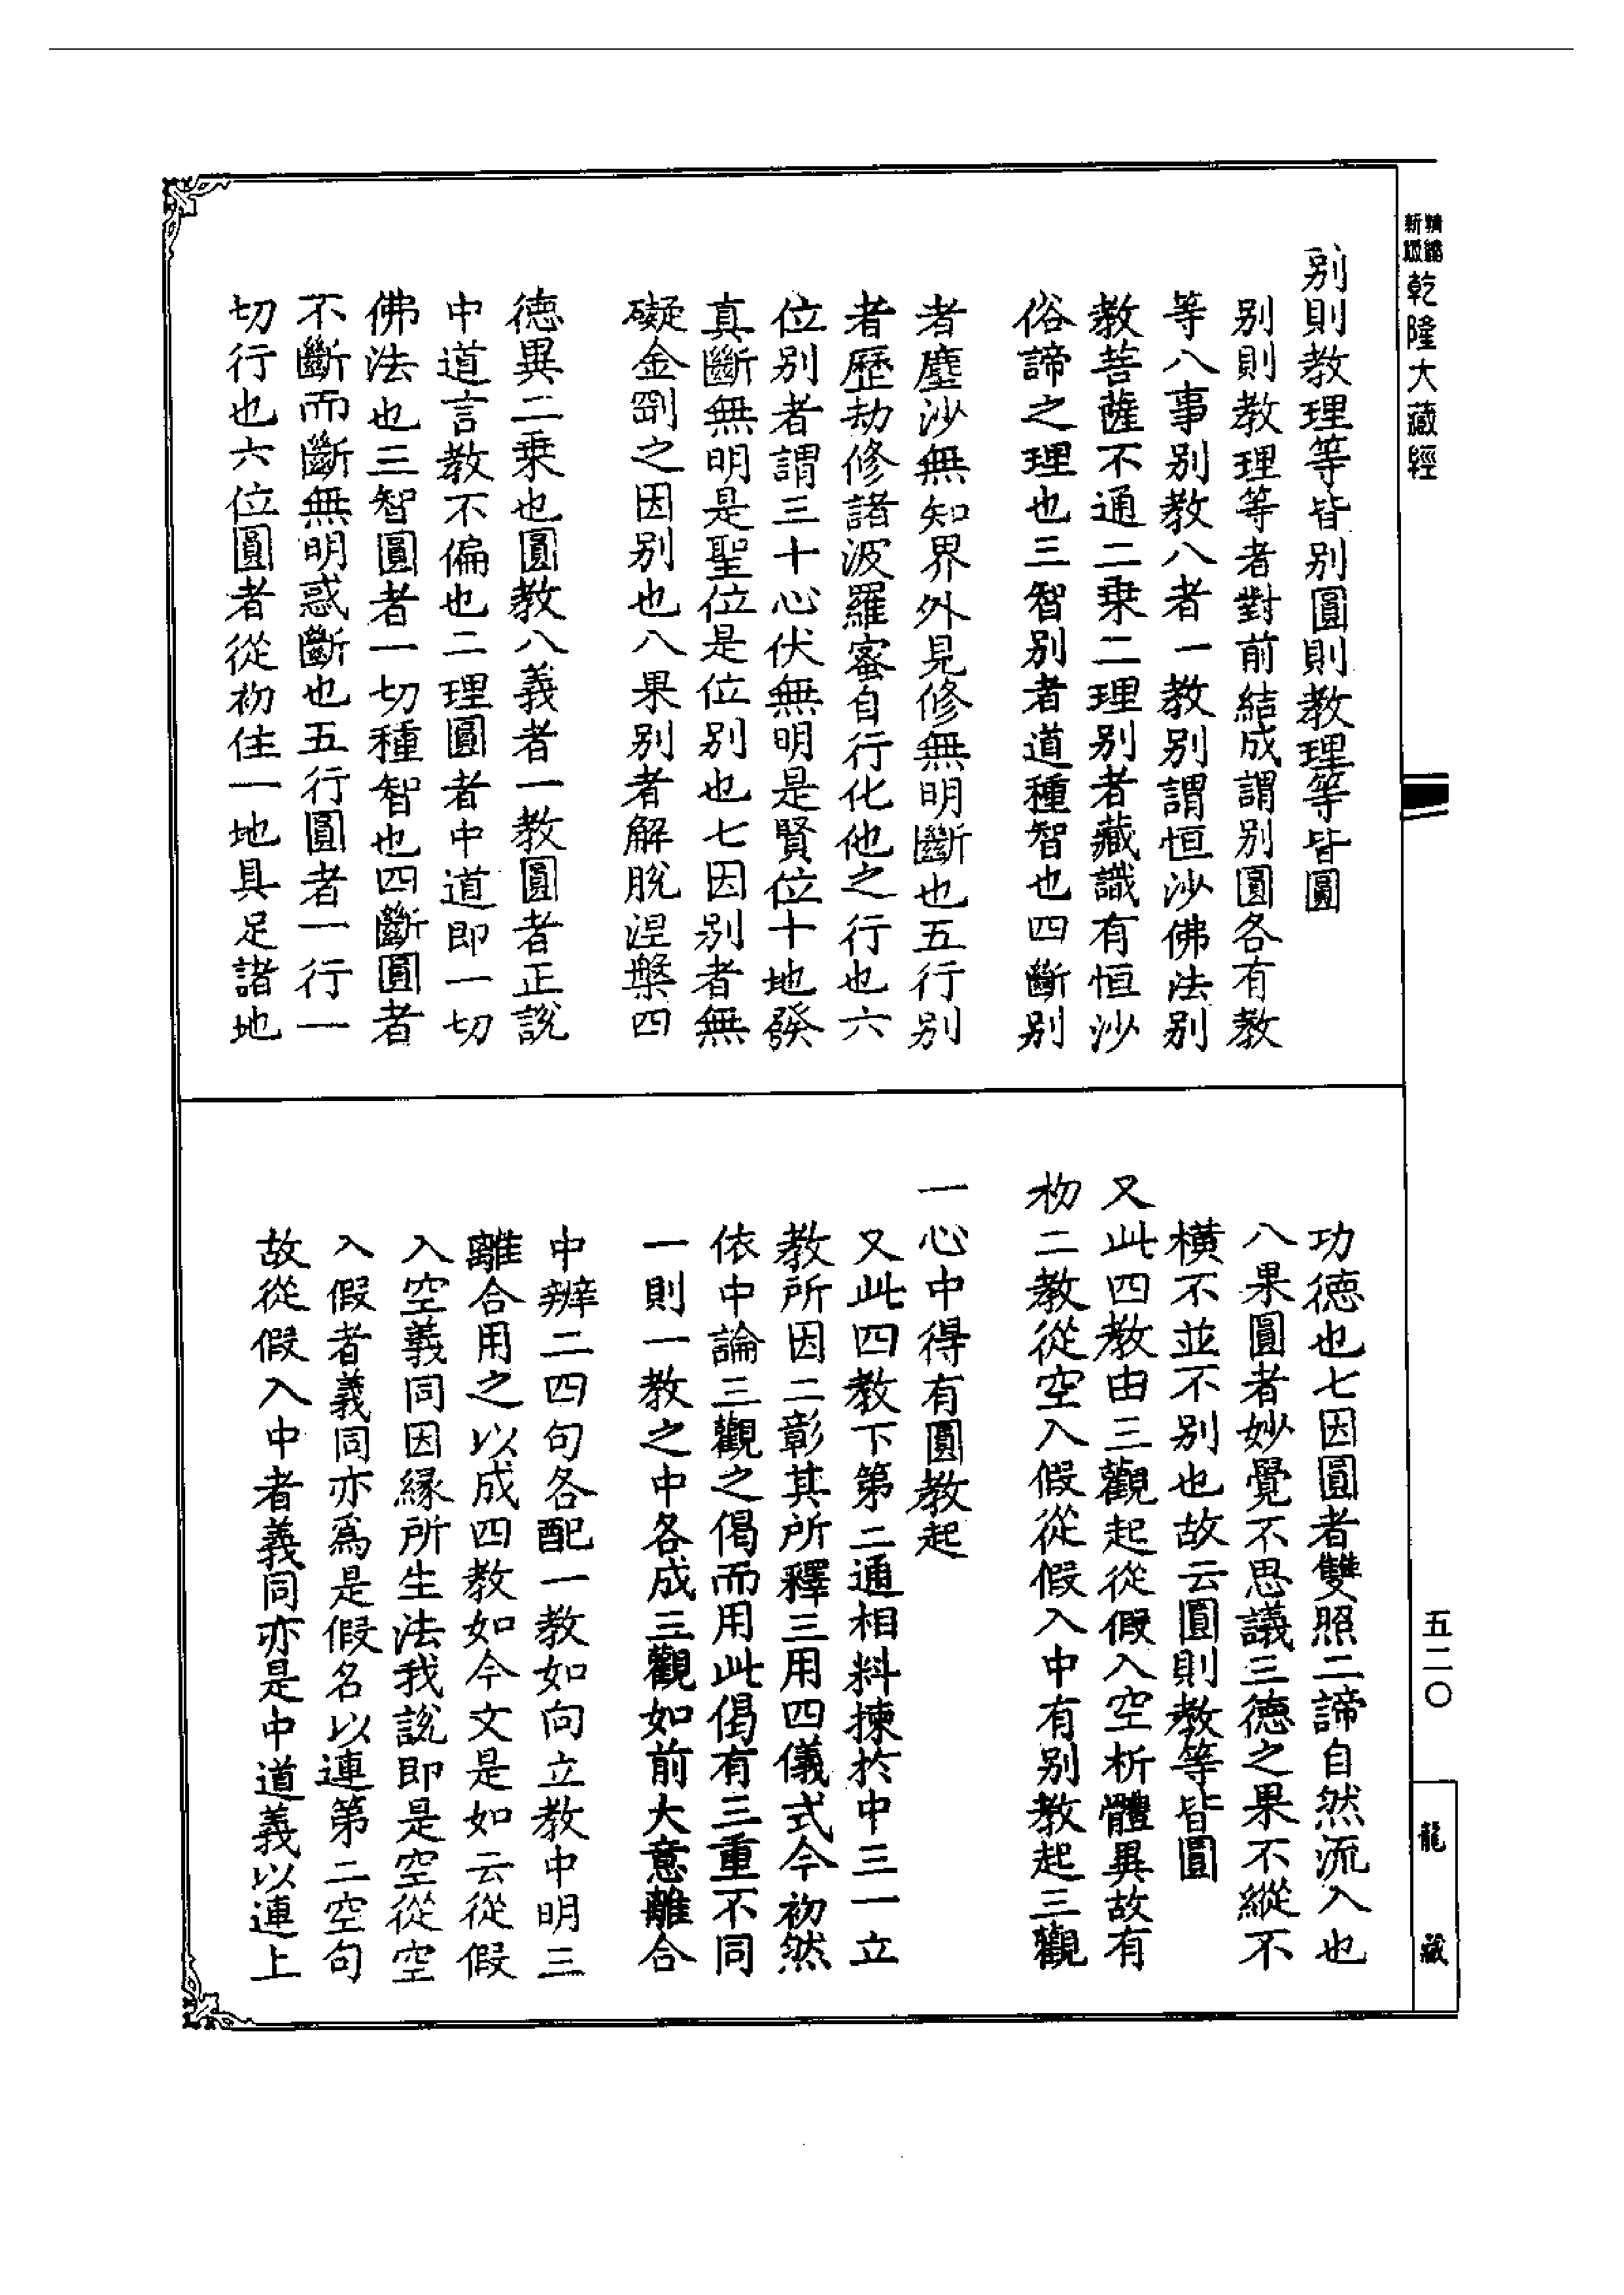 精縮
新版
乾隆大藏經
别則教理等皆别圓則教理等皆圓
别則教理等者對前結成謂别圓各有教
等八事别教八者一教别謂恒沙佛法别
教菩薩不通二乗二理别者藏識有恒沙
俗諦之理也三智别者道種智也四斷别
者塵沙無知界外見修無明斷也五行别
者歷劫修諸波羅蜜自行化他之行也六
位别者謂三十心伏無明是賢位十地發
真斷無明是聖位是位别也七因别者無
礙金剛之因别也八果别者解脫涅槃四
德異二乗也圓教八義者一教圓者正說
中道言教不偏也二理圓者中道即一切
佛法也三智圓者一切種智也四斷圓者
不斷而斷無明惑斷也五行圓者一行一
切行也六位圓者從初住一地具足諸地
功德也七因圓者雙照二諦自然流入也
八果圓者妙覺不思議三德之果不縱不
橫不並不别也故云圓則教等皆圓
又此四教由三觀起從假入空析體異故有
初二教從空入假從假入中有别教起三觀
一心中得有圓教起
又此四教下第二通相料揀於中三一立
教所因二彰其所釋三用四儀式今初然
依中論三觀之偈而用此偈有三重不同
一則一教之中各成三觀如前大意離合
中辨二四句各配一教如向立教中明三
離合用之以成四教如今文是如云從假
入空義同因緣所生法我說即是空從空
入假者義同亦爲是假名以連第二空句
故從假入中者義同亦是中道義以連上
五二〇
龍藏